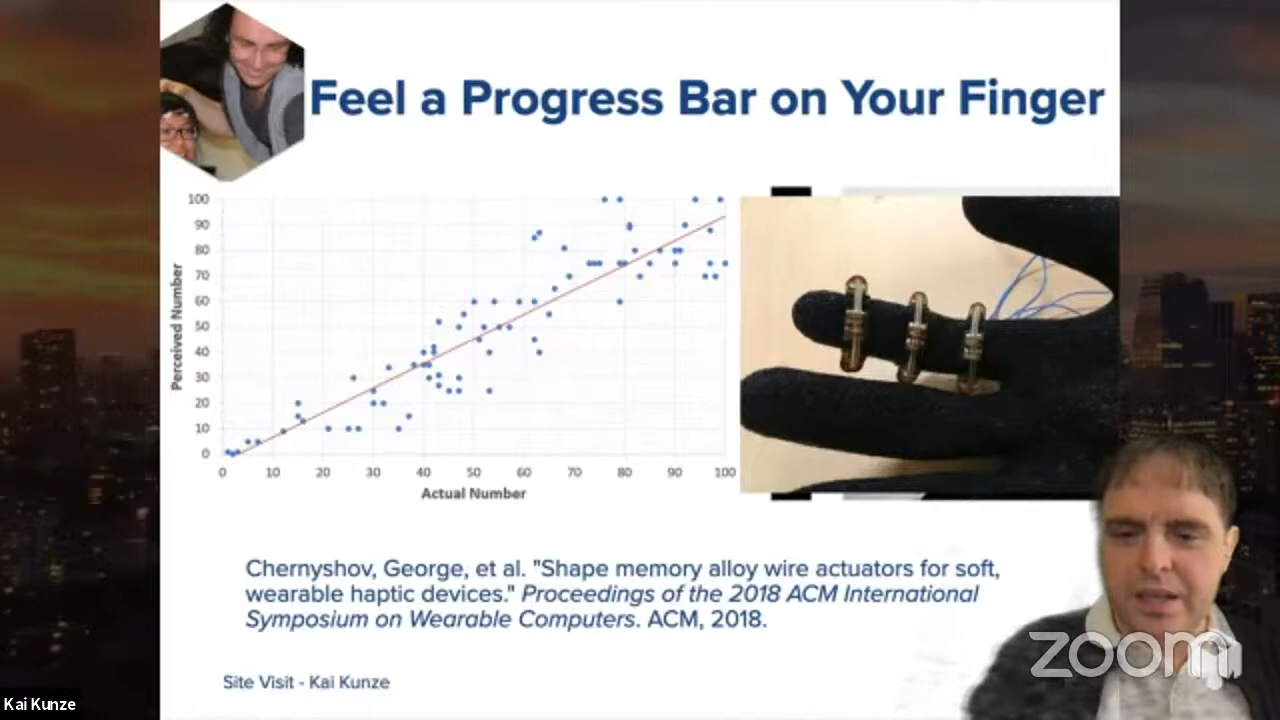 Feel a Progress Bar on Your Finger
Perceived Number
100
90
80
70
60
50
40
30
20
10
0
0 10 20 30 40 50 60 70 80 90 100
Actual Number
Chernyshov, George, et al. "Shape memory alloy wire actuators for soft,
wearable haptic devices." Proceedings of the 2018 ACM International
Symposium on Wearable Computers. ACM, 2018.
Site Visit - Kai Kunze
Kai Kunze
zoom